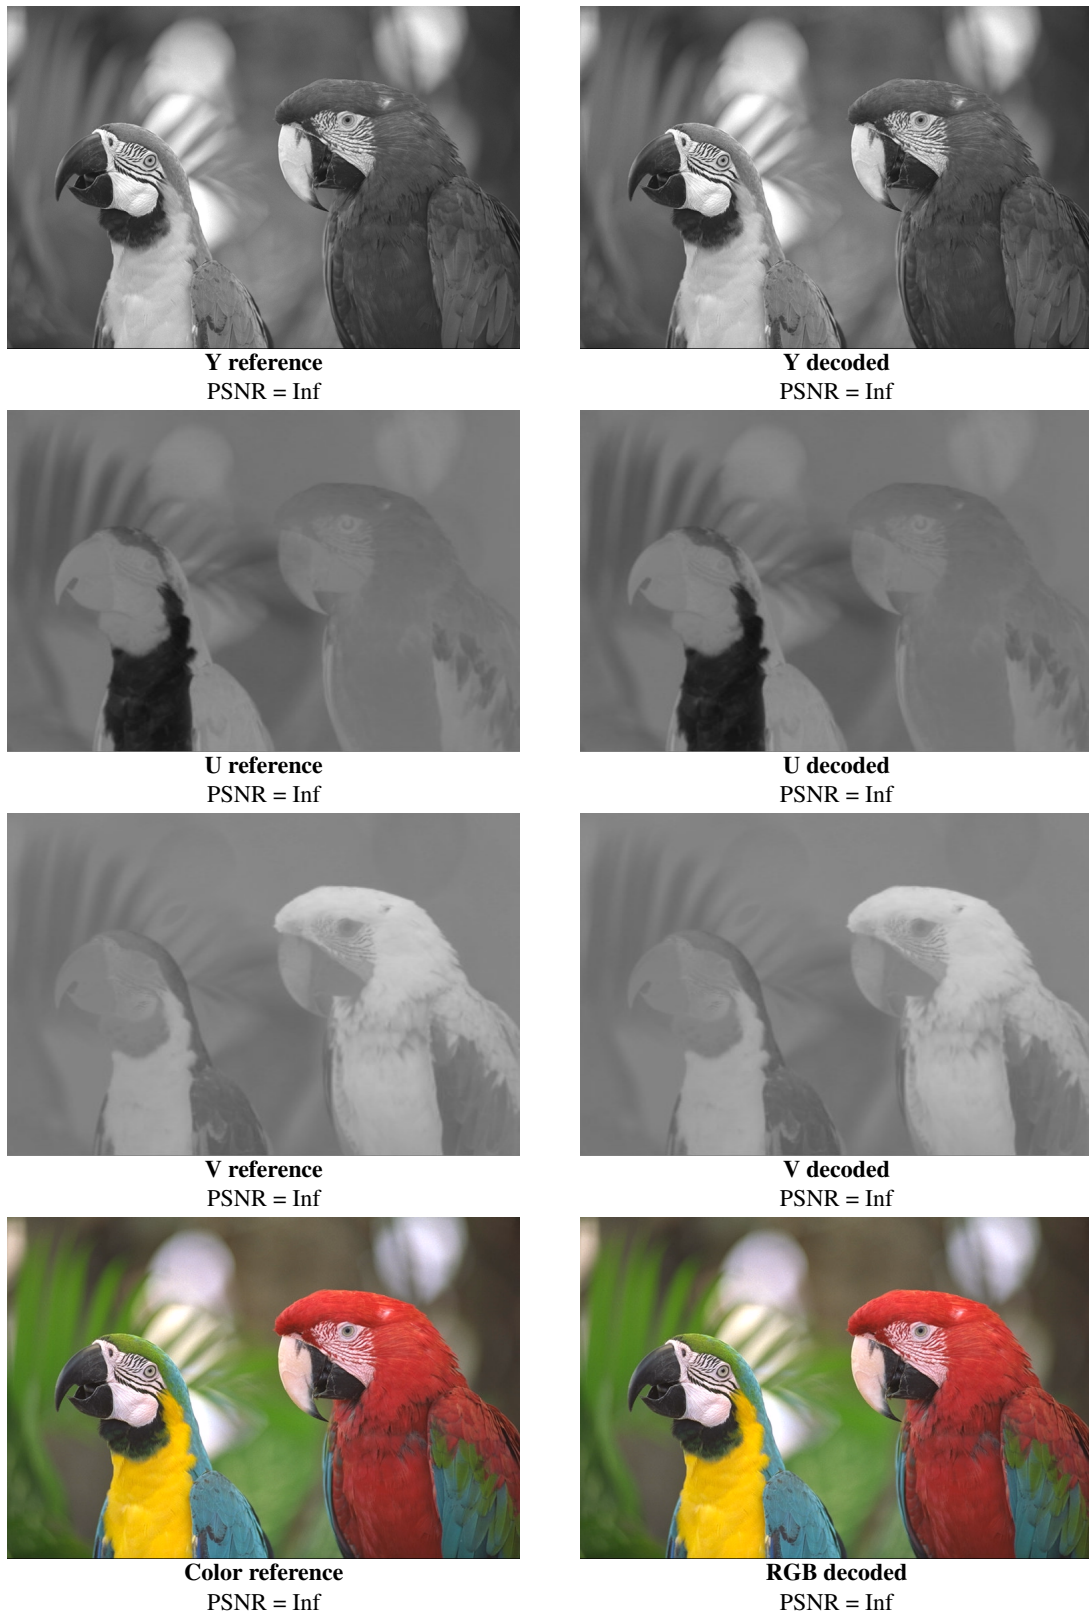 Y reference
PSNR = Inf
Y decoded
PSNR = Inf
U reference
PSNR = Inf
U decoded
PSNR = Inf
V reference
PSNR = Inf
V decoded
PSNR = Inf
Color reference
PSNR = Inf
RGB decoded
PSNR = Inf